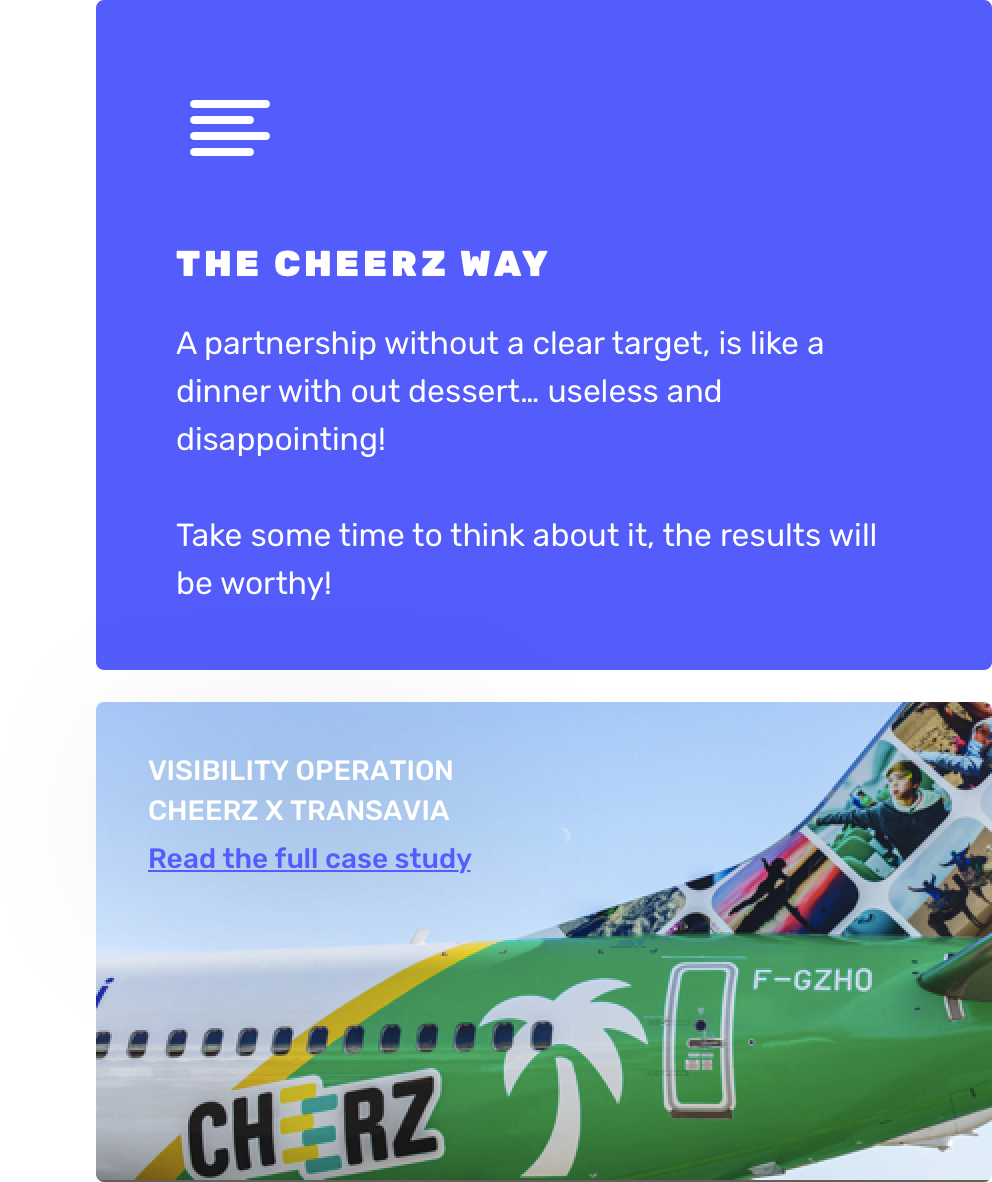 THE CHEERZ WAY
A partnership without a clear target, is like a
dinner with out dessert… useless and
disappointing!
Take some time to think about it, the results will
be worthy!
VISIBILITY OPERATION
CHEERZ X TRANSAVIA
Read the full case study
F-GZHO
CHEERZ